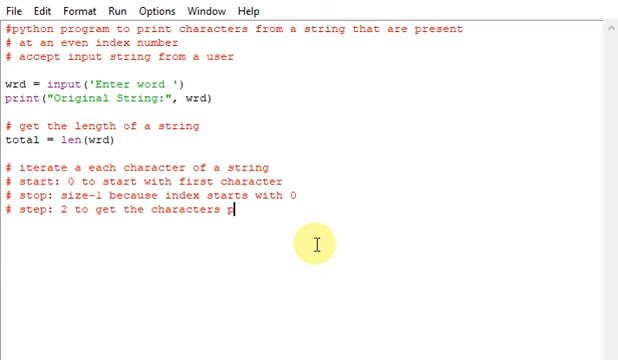 File Edit Format Run Options Window Help
#python program to print characters from a string that are present
# at an even index number
# accept input string from a user
wrd = input('Enter word ')
print("Original String:", wrd)
# get the length of a string
total = len(wrd)
# iterate a each character of a string
# start: 0 to start with first character
# stop: size-1 because index starts with 0
# step: 2 to get the characters p